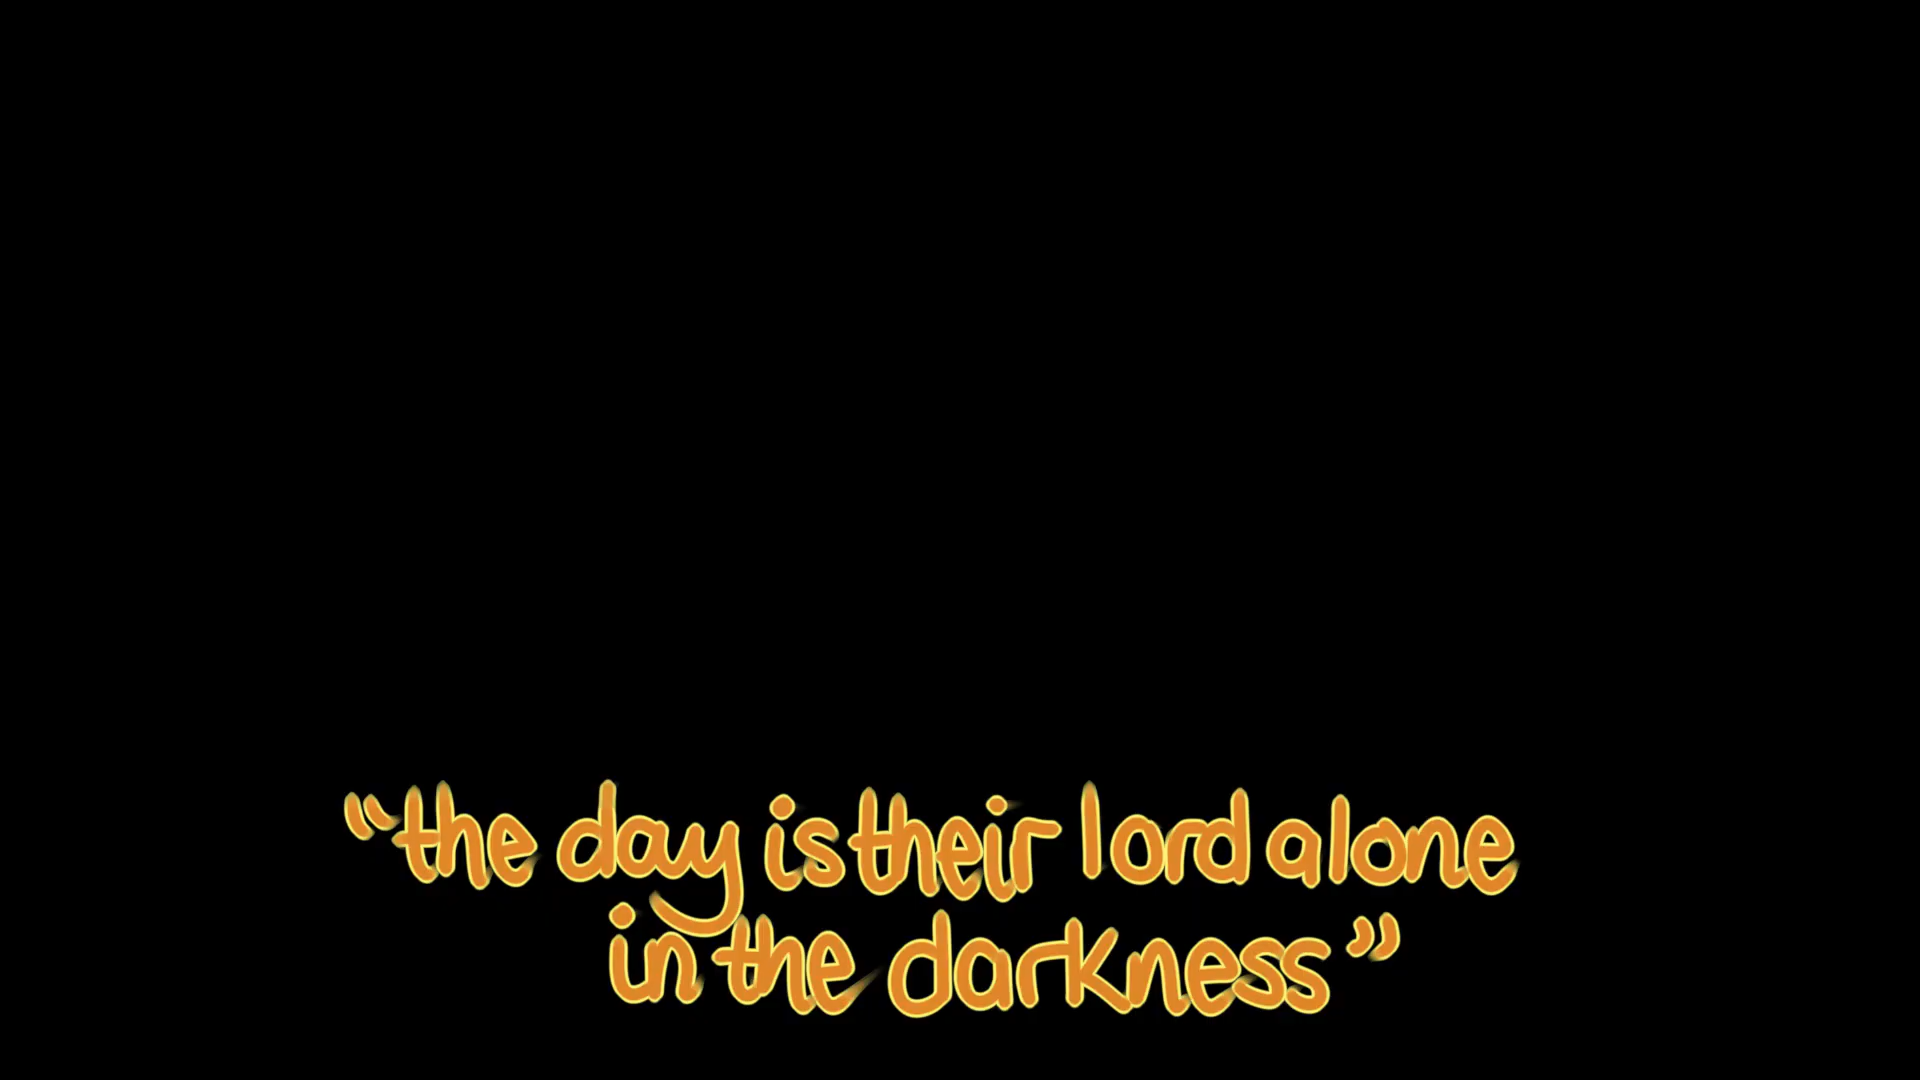 “the day is their lord alone
in the darkness”